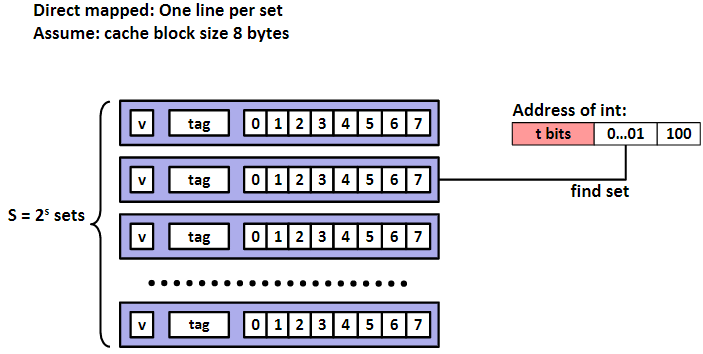 Direct mapped: One line per set
Assume: cache block size 8 bytes
Address of int:
t bits 0...01 100
find set
S = 2ˢ sets
v tag 0 1 2 3 4 5 6 7
v tag 0 1 2 3 4 5 6 7
v tag 0 1 2 3 4 5 6 7
v tag 0 1 2 3 4 5 6 7